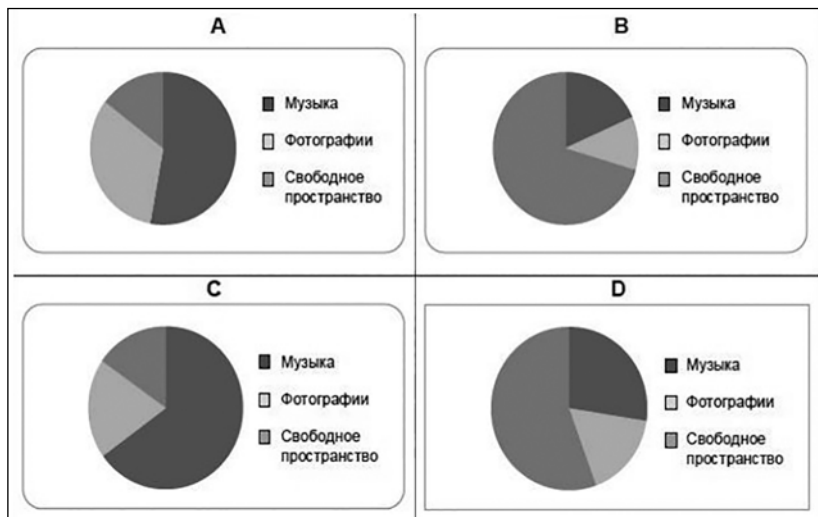 A
Музыка
Фотографии
Свободное
пространство
B
Музыка
Фотографии
Свободное
пространство
C
Музыка
Фотографии
Свободное
пространство
D
Музыка
Фотографии
Свободное
пространство